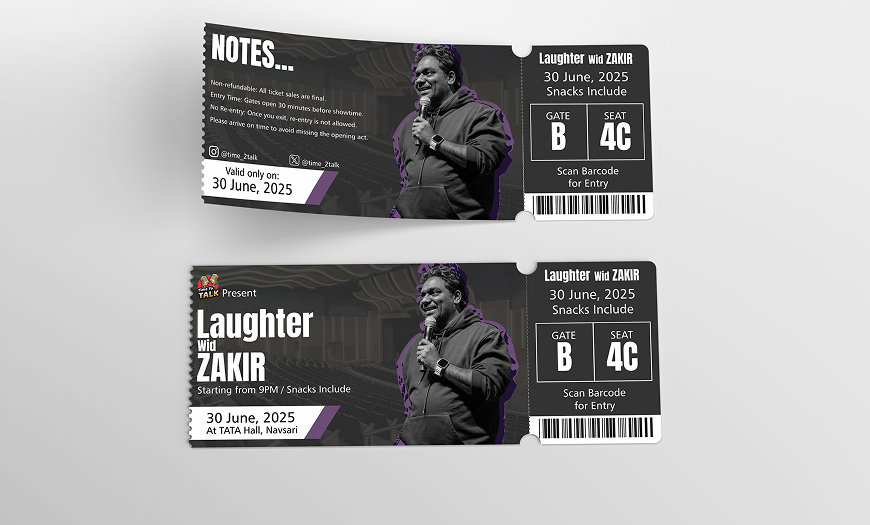 NOTES...
Non-refundable: All ticket sales are final.
Entry Time: Gates open 30 minutes before showtime.
No Re-entry: Once you exit, re-entry is not allowed.
Please arrive on time to avoid missing the opening act.
@time_2talk
@time_2talk
Valid only on:
30 June, 2025
Laughter Wid ZAKIR
30 June, 2025
Snacks Include
GATE
B
SEAT
4C
Scan Barcode
for Entry
TIME TO
TALK
Present
Laughter
Wid
ZAKIR
Starting from 9PM / Snacks Include
30 June, 2025
At TATA Hall, Navsari
Laughter Wid ZAKIR
30 June, 2025
Snacks Include
GATE
B
SEAT
4C
Scan Barcode
for Entry